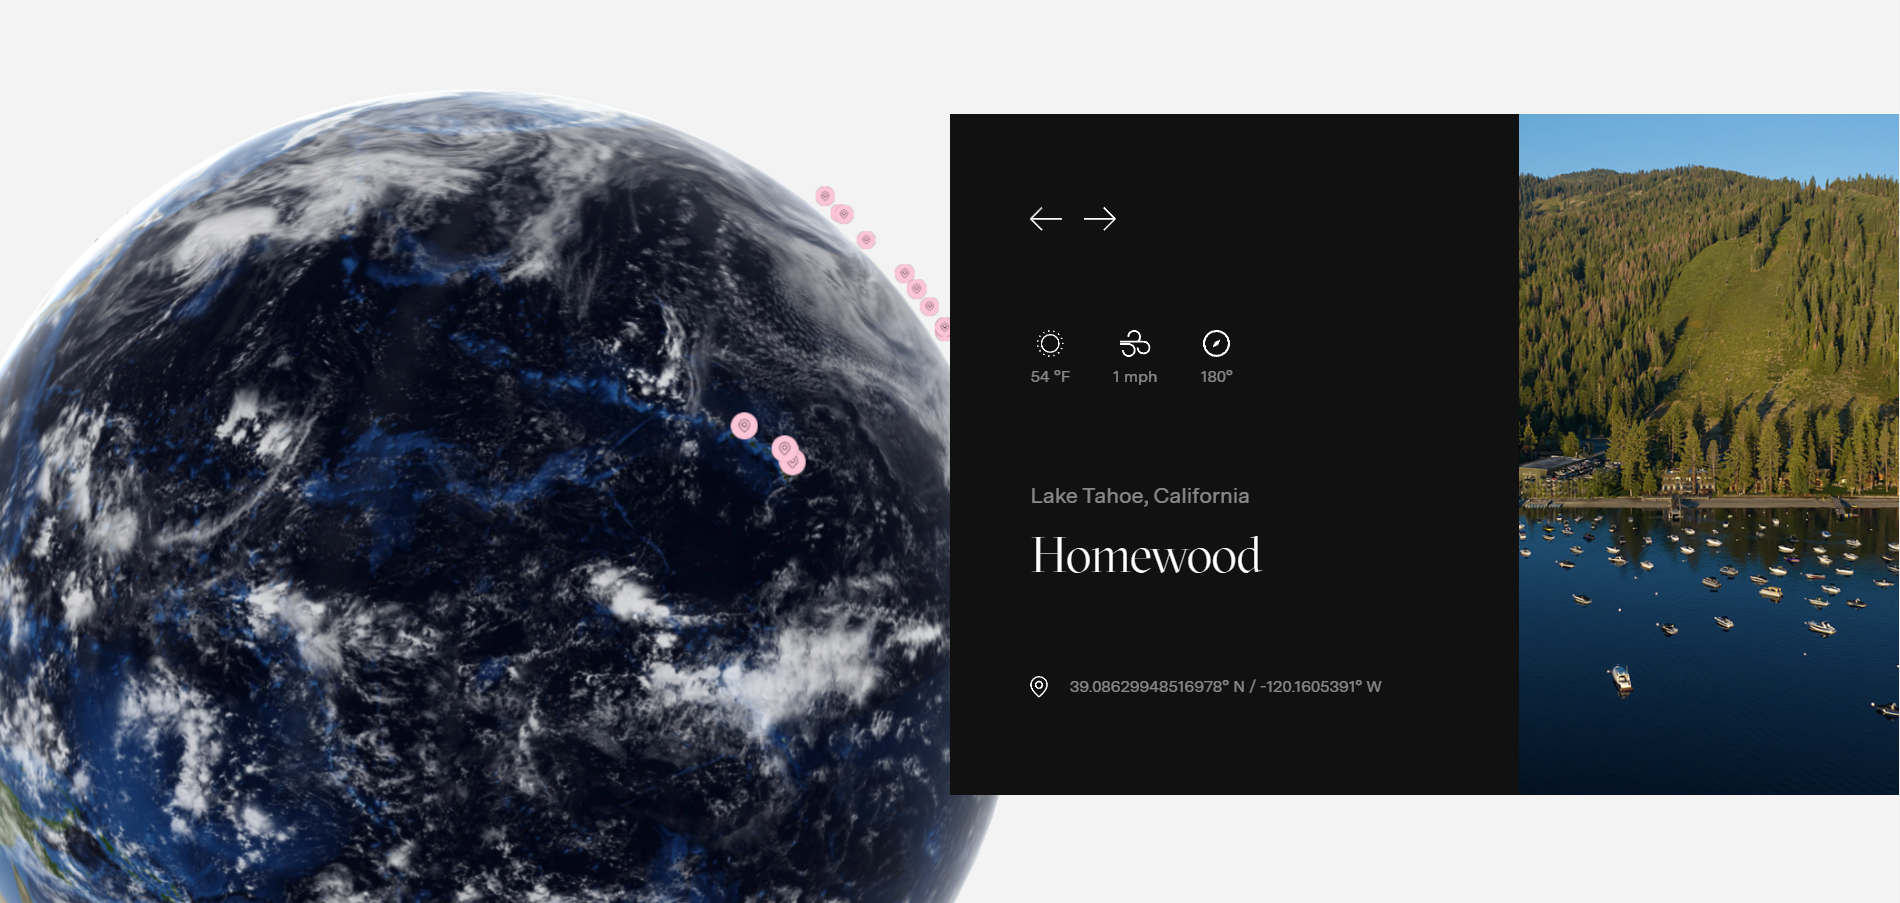 54 °F
1 mph
180°
Lake Tahoe, California
Homewood
39.08629948516978° N / -120.1605391° W